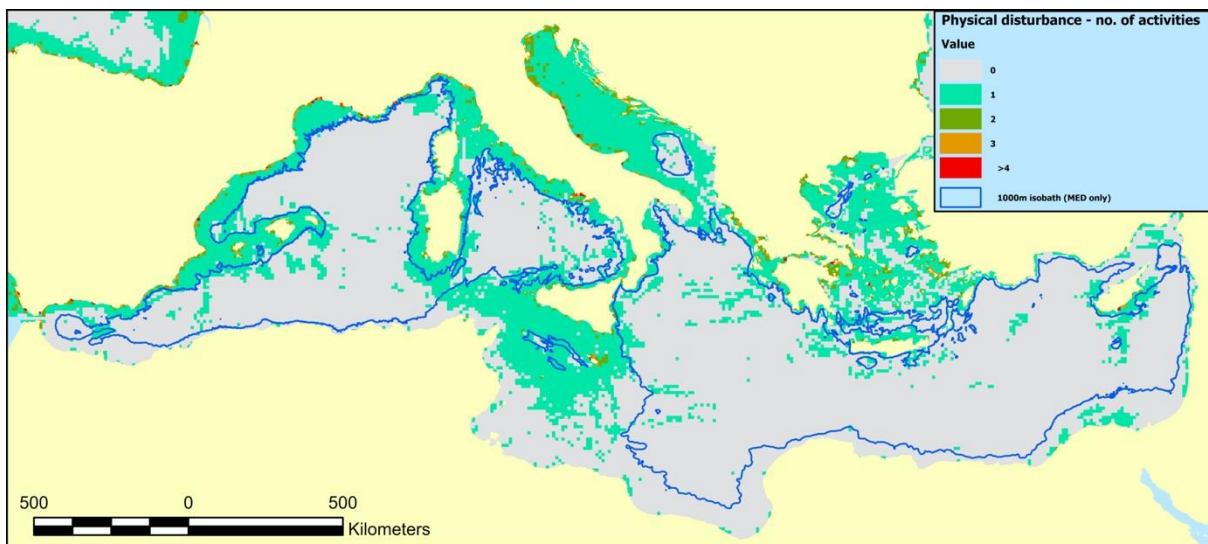 Physical disturbance - no. of activities
Value
0
1
2
3
>4
1000m isobath (MED only)
500 0 500
Kilometers